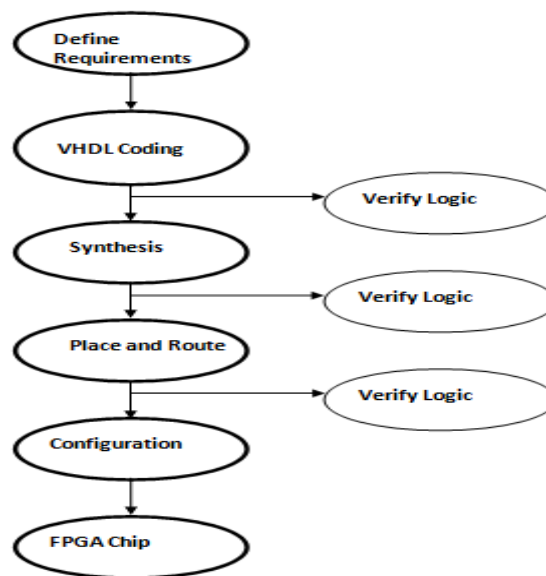 Define
Requirements
VHDL Coding
Verify Logic
Synthesis
Verify Logic
Place and Route
Verify Logic
Configuration
FPGA Chip